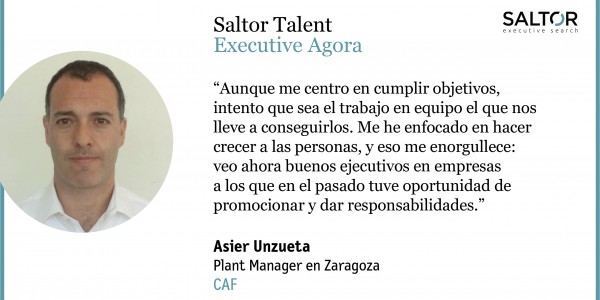 Saltor Talent
Executive Agora
SALTOR
executive search
“Aunque me centro en cumplir objetivos,
intento que sea el trabajo en equipo el que nos
lleve a conseguirlos. Me he enfocado en hacer
crecer a las personas, y eso me enorgullece:
veo ahora buenos ejecutivos en empresas
a los que en el pasado tuve oportunidad de
promocionar y dar responsabilidades.”
Asier Unzueta
Plant Manager en Zaragoza
CAF